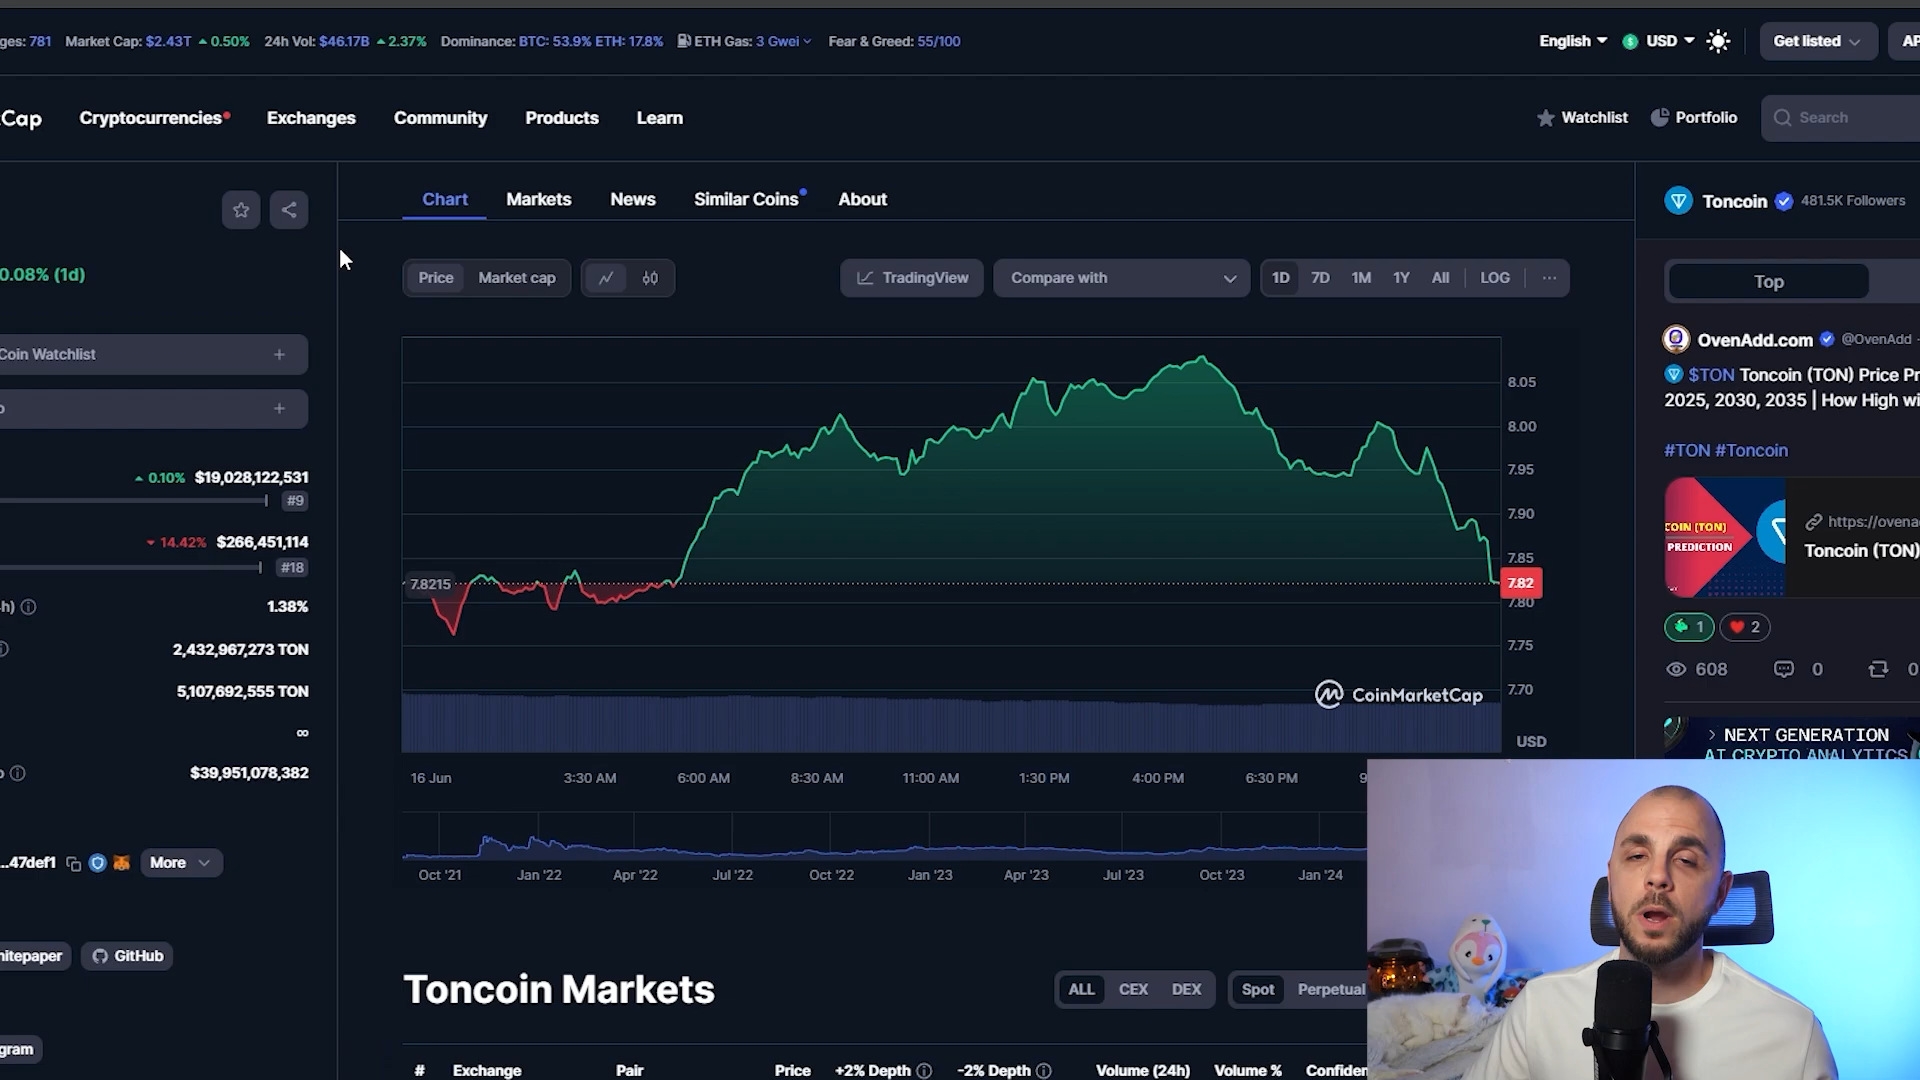 ges: 781 Market Cap: $2.43T 0.50% 24h Vol: $46.17B 2.37% Dominance: BTC: 53.9% ETH: 17.8% ETH Gas: 3 Gwei Fear & Greed: 55/100
English USD Get listed AP
Cap Cryptocurrencies Exchanges Community Products Learn Watchlist Portfolio Search
Chart Markets News Similar Coins About
Toncoin 481.5K Followers
0.08% (1d)
Price Market cap TradingView Compare with 1D 7D 1M 1Y All LOG ...
Top
Coin Watchlist +
+
OvenAdd.com @OvenAdd
$TON Toncoin (TON) Price Pr
2025, 2030, 2035 | How High wi
#TON #Toncoin
COIN (TON)
PREDICTION
https://ovena
Toncoin (TON)
1 2
608 0 0
> NEXT GENERATION
AI CRYPTO ANALYTICS
0.10% $19,028,122,531
#9
14.42% $266,451,114
#18
h) 1.38%
2,432,967,273 TON
5,107,692,555 TON
∞
$39,951,078,382
...47def1 More
hitepaper GitHub
gram
8.05
8.00
7.95
7.90
7.85
7.8215
7.82
7.80
7.75
7.70
CoinMarketCap
USD
16 Jun 3:30 AM 6:00 AM 8:30 AM 11:00 AM 1:30 PM 4:00 PM 6:30 PM 9
Oct '21 Jan '22 Apr '22 Jul '22 Oct '22 Jan '23 Apr '23 Jul '23 Oct '23 Jan '24
Toncoin Markets
ALL CEX DEX Spot Perpetual
# Exchange Pair Price +2% Depth -2% Depth Volume (24h) Volume % Confiden